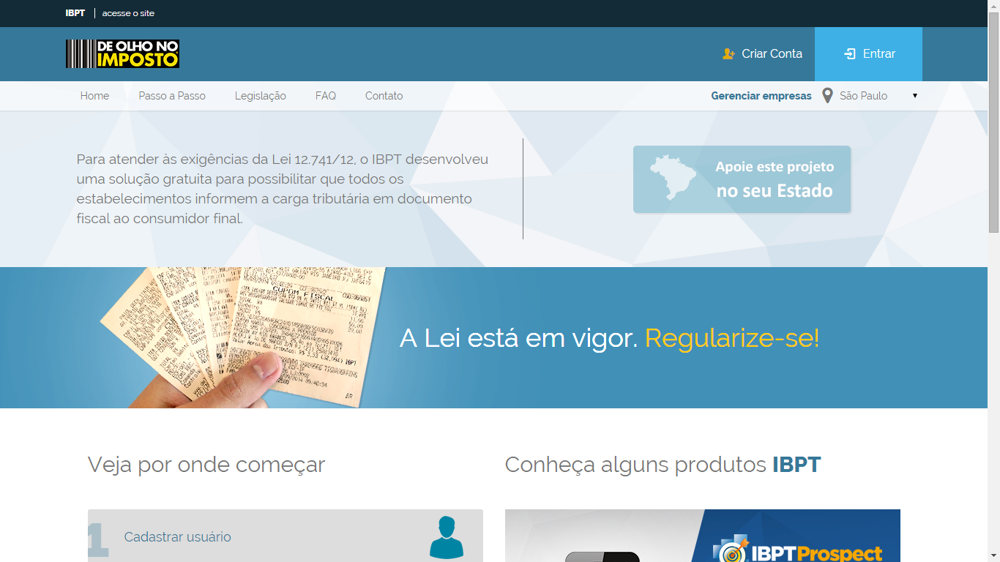 IBPT acesse o site
DE OLHO NO
IMPOSTO
Criar Conta
Entrar
Home Passo a Passo Legislação FAQ Contato
Gerenciar empresas São Paulo
Para atender às exigências da Lei 12.741/12, o IBPT desenvolveu
uma solução gratuita para possibilitar que todos os
estabelecimentos informem a carga tributária em documento
fiscal ao consumidor final.
Apoie este projeto
no seu Estado
CUPOM FISCAL
A Lei está em vigor. Regularize-se!
Veja por onde começar
1 Cadastrar usuário
Conheça alguns produtos IBPT
IBPTProspect